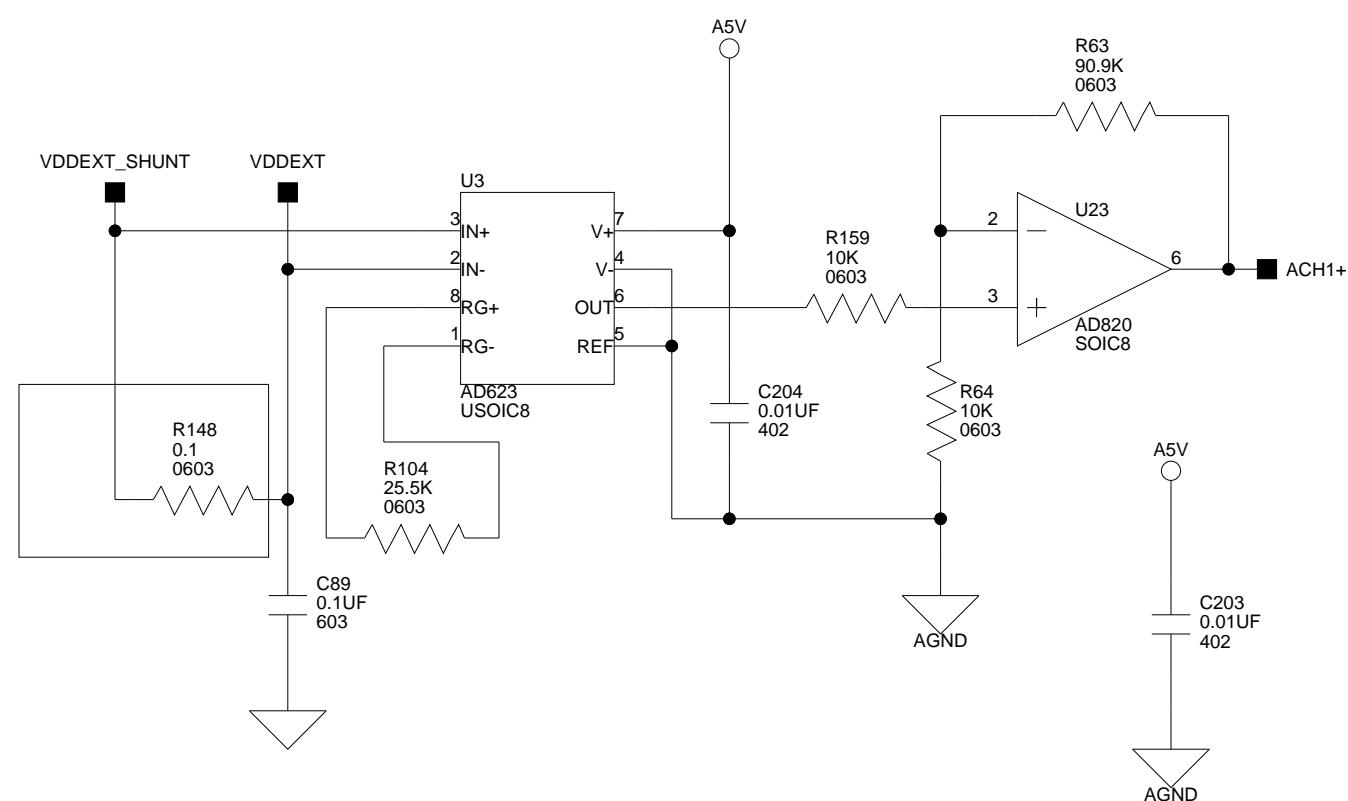 A5V
R63
90.9K
0603
VDDEXT_SHUNT
VDDEXT
U3
3
IN+
2
IN-
8
RG+
1
RG-
V+
7
V-
4
OUT
6
REF
5
AD623
USOIC8
R159
10K
0603
U23
2
3
6
ACH1+
AD820
SOIC8
R148
0.1
0603
R104
25.5K
0603
C204
0.01UF
402
R64
10K
0603
A5V
C89
0.1UF
603
AGND
C203
0.01UF
402
AGND